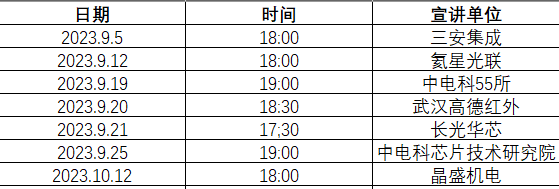 日期 时间 宣讲单位
2023.9.5 18:00 三安集成
2023.9.12 18:00 氦星光联
2023.9.19 19:00 中电科55所
2023.9.20 18:30 武汉高德红外
2023.9.21 17;30 长光华芯
2023.9.25 19:00 中电科芯片技术研究院
2023.10.12 18:00 晶盛机电